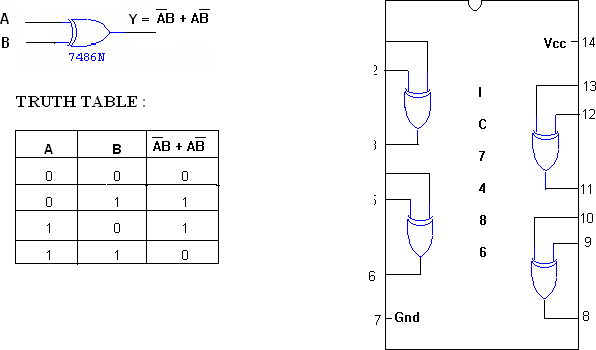 A
B
Y = A̅B + AB̅
7486N
TRUTH TABLE :
A B A̅B + AB̅
0 0 0
0 1 1
1 0 1
1 1 0
Vcc 14
2
13
12
3
11
5
10
9
6
8
7 Gnd
I
C
7
4
8
6